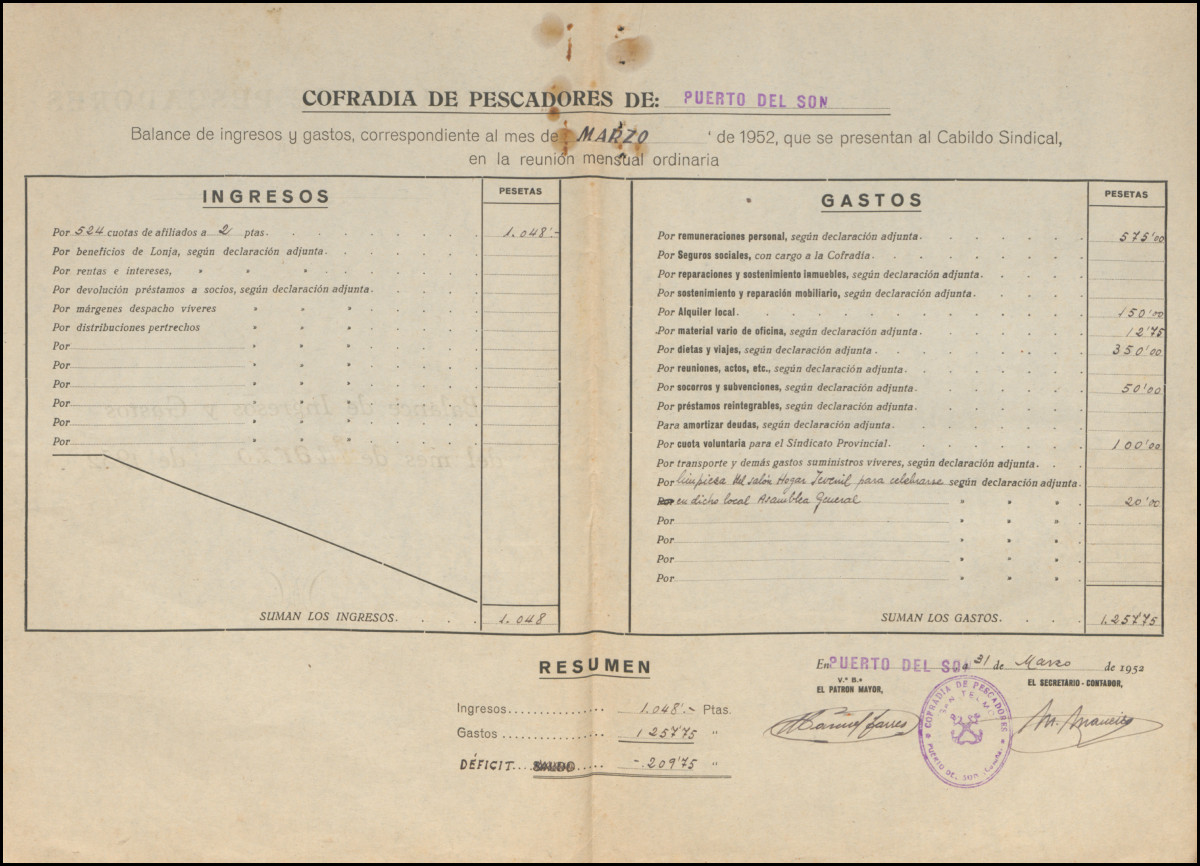 COFRADIA DE PESCADORES DE: PUERTO DEL SON
Balance de ingresos y gastos, correspondiente al mes de MARZO de 1952, que se presentan al Cabildo Sindical,
en la reunión mensual ordinaria
INGRESOS
PESETAS
Por 524 cuotas de afiliados a 2 ptas. 1.048'-
Por beneficios de Lonja, según declaración adjunta.
Por rentas e intereses, » » »
Por devolución préstamos a socios, según declaración adjunta.
Por márgenes despacho víveres » » »
Por distribuciones pertrechos » » »
Por » » »
Por » » »
Por » » »
Por » » »
Por » » »
Por » » »
SUMAN LOS INGRESOS. 1.048
GASTOS
PESETAS
Por remuneraciones personal, según declaración adjunta. 575'00
Por Seguros sociales, con cargo a la Cofradía.
Por reparaciones y sostenimiento inmuebles, según declaración adjunta.
Por sostenimiento y reparación mobiliario, según declaración adjunta.
Por Alquiler local. 150'00
Por material vario de oficina, según declaración adjunta. 12'75
Por dietas y viajes, según declaración adjunta. 350'00
Por reuniones, actos, etc., según declaración adjunta.
Por socorros y subvenciones, según declaración adjunta. 50'00
Por préstamos reintegrables, según declaración adjunta.
Para amortizar deudas, según declaración adjunta.
Por cuota voluntaria para el Sindicato Provincial. 100'00
Por transporte y demás gastos suministros víveres, según declaración adjunta.
Por limpieza del salón Hogar Juvenil para celebrarse según declaración adjunta.
Por en dicho local Asamblea General » » » 20'00
Por » » »
Por » » »
Por » » »
Por » » »
SUMAN LOS GASTOS. 1.257'75
RESUMEN
Ingresos 1.048'- Ptas.
Gastos 1 257'75 "
DÉFICIT SALDO - 209'75 "
En PUERTO DEL SON a 31 de Marzo de 1952
V.º B.º
EL PATRON MAYOR,
EL SECRETARIO-CONTADOR,
COFRADIA DE PESCADORES
SAN TELMO
PUERTO DEL SON